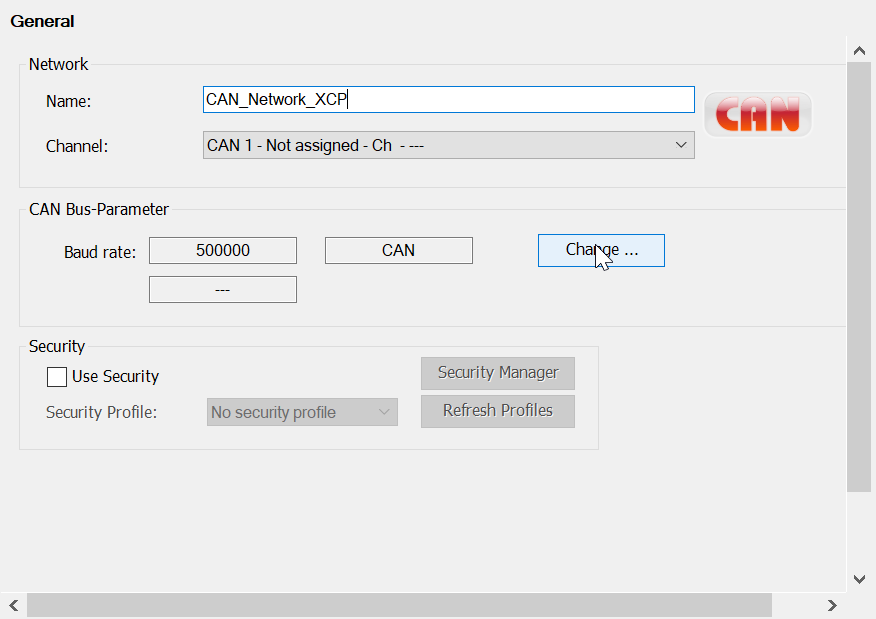 General
Network
Name: CAN_Network_XCP
CAN
Channel: CAN 1 - Not assigned - Ch  - ---
CAN Bus-Parameter
Baud rate: 500000 CAN Change ...
---
Security
Use Security Security Manager
Security Profile: No security profile Refresh Profiles